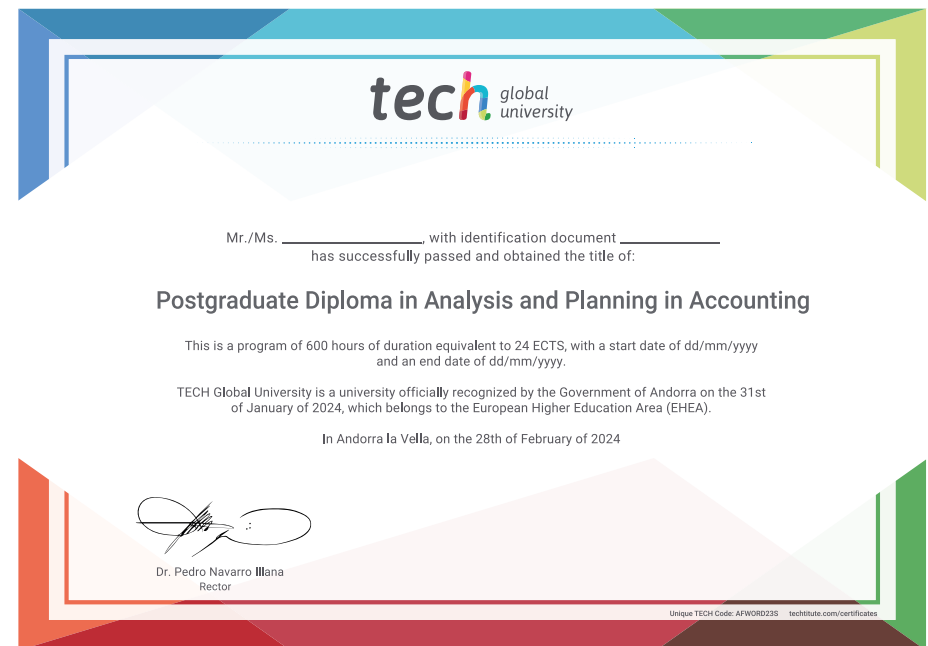 tech global
university
Mr./Ms. ____________________, with identification document ______________
has successfully passed and obtained the title of:
Postgraduate Diploma in Analysis and Planning in Accounting
This is a program of 600 hours of duration equivalent to 24 ECTS, with a start date of dd/mm/yyyy
and an end date of dd/mm/yyyy.
TECH Global University is a university officially recognized by the Government of Andorra on the 31st
of January of 2024, which belongs to the European Higher Education Area (EHEA).
In Andorra la Vella, on the 28th of February of 2024
Dr. Pedro Navarro Illana
Rector
Unique TECH Code: AFWORD23S techtitute.com/certificates